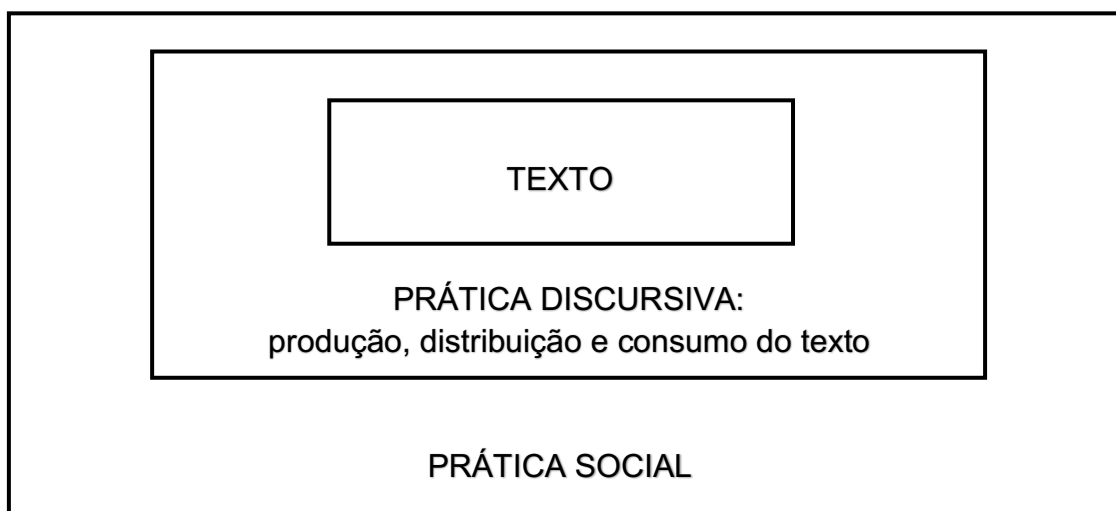 TEXTO
PRÁTICA DISCURSIVA:
produção, distribuição e consumo do texto
PRÁTICA SOCIAL